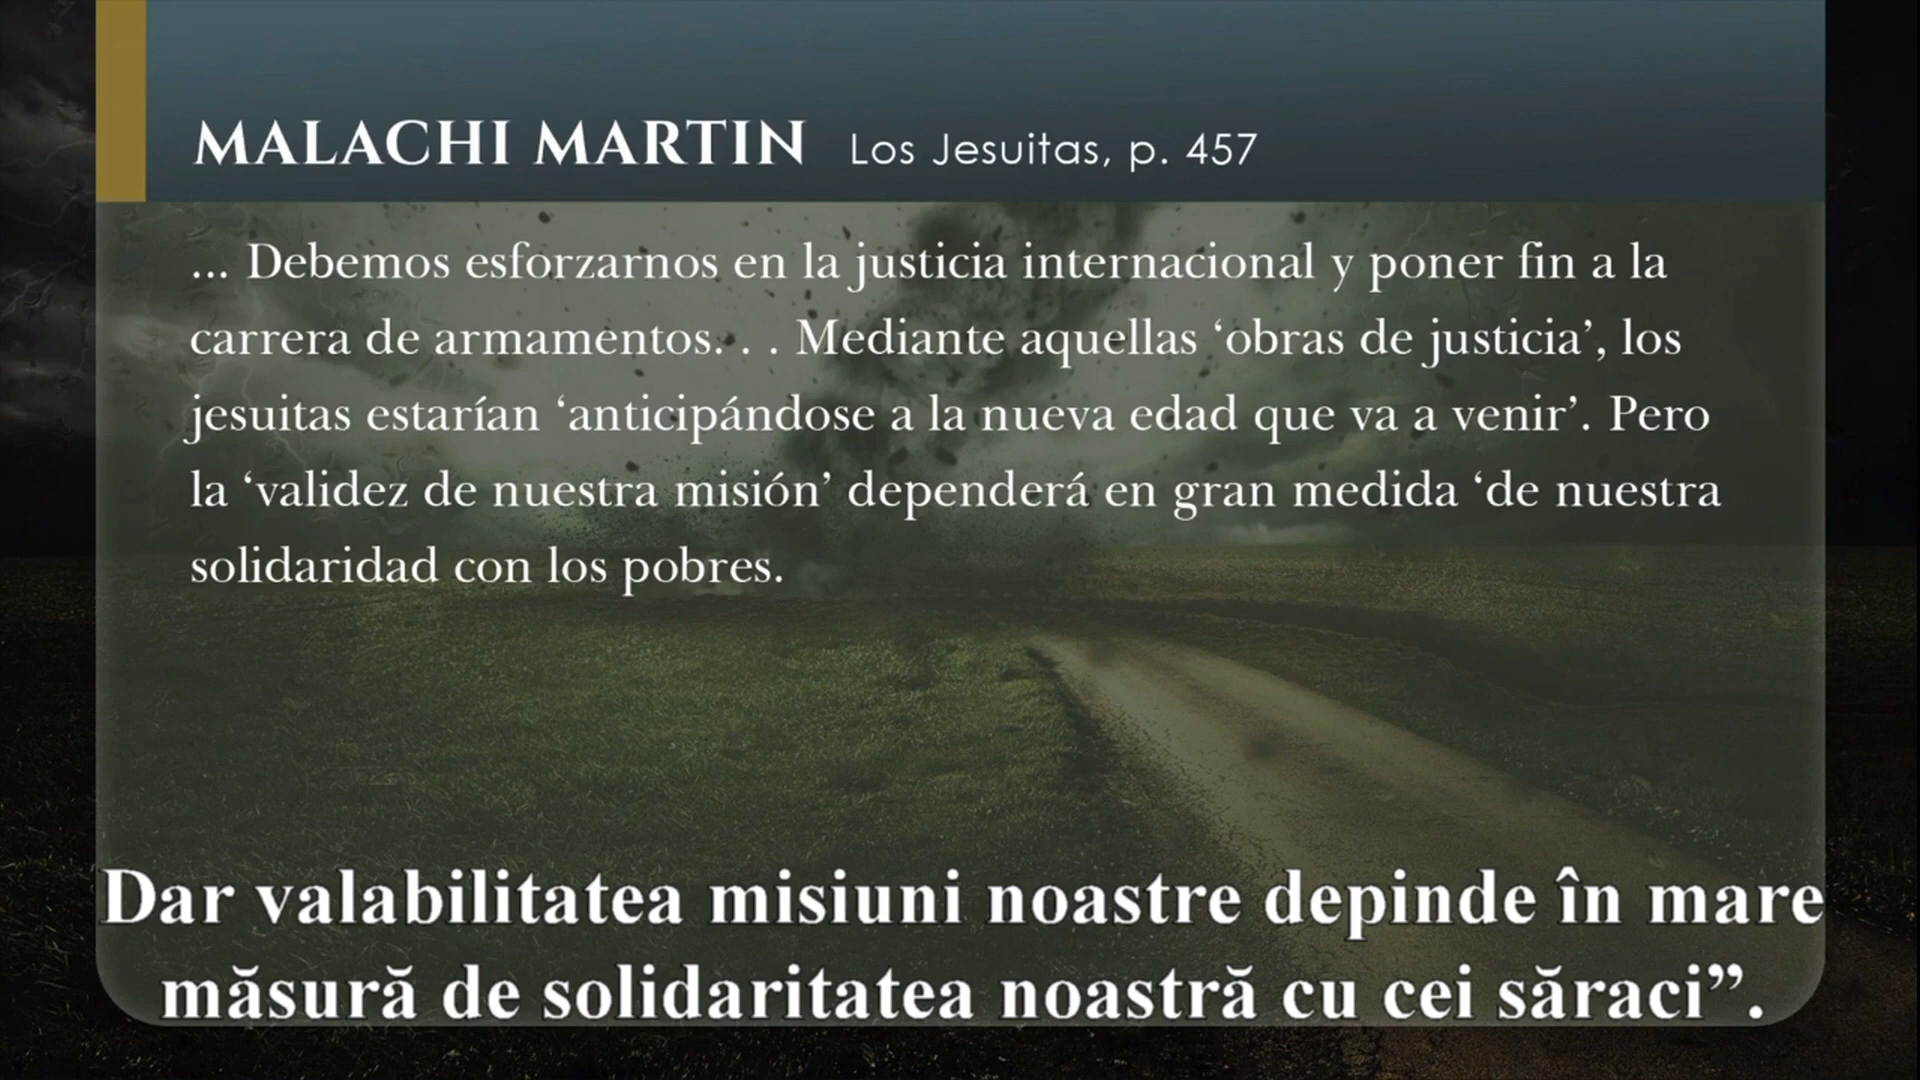 MALACHI MARTIN Los Jesuitas, p. 457
... Debemos esforzarnos en la justicia internacional y poner fin a la
carrera de armamentos. . . Mediante aquellas ‘obras de justicia’, los
jesuitas estarían ‘anticipándose a la nueva edad que va a venir’. Pero
la ‘validez de nuestra misión’ dependerá en gran medida ‘de nuestra
solidaridad con los pobres.
Dar valabilitatea misiuni noastre depinde în mare
măsură de solidaritatea noastră cu cei săraci”.